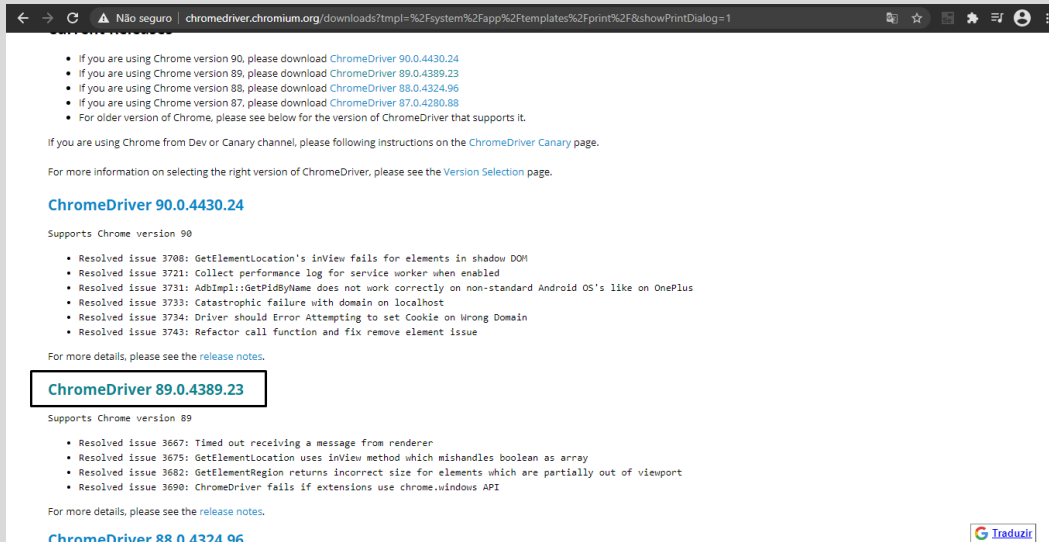 Não seguro | chromedriver.chromium.org/downloads?tmpl=%2Fsystem%2Fapp%2Ftemplates%2Fprint%2F&showPrintDialog=1
Current Releases
• If you are using Chrome version 90, please download ChromeDriver 90.0.4430.24
• If you are using Chrome version 89, please download ChromeDriver 89.0.4389.23
• If you are using Chrome version 88, please download ChromeDriver 88.0.4324.96
• If you are using Chrome version 87, please download ChromeDriver 87.0.4280.88
• For older version of Chrome, please see below for the version of ChromeDriver that supports it.
If you are using Chrome from Dev or Canary channel, please following instructions on the ChromeDriver Canary page.
For more information on selecting the right version of ChromeDriver, please see the Version Selection page.
ChromeDriver 90.0.4430.24
Supports Chrome version 90
• Resolved issue 3708: GetElementLocation's inView fails for elements in shadow DOM
• Resolved issue 3721: Collect performance log for service worker when enabled
• Resolved issue 3731: AdbImpl::GetPidByName does not work correctly on non-standard Android OS's like on OnePlus
• Resolved issue 3733: Catastrophic failure with domain on localhost
• Resolved issue 3734: Driver should Error Attempting to set Cookie on Wrong Domain
• Resolved issue 3743: Refactor call function and fix remove element issue
For more details, please see the release notes.
ChromeDriver 89.0.4389.23
Supports Chrome version 89
• Resolved issue 3667: Timed out receiving a message from renderer
• Resolved issue 3675: GetElementLocation uses inView method which mishandles boolean as array
• Resolved issue 3682: GetElementRegion returns incorrect size for elements which are partially out of viewport
• Resolved issue 3690: ChromeDriver fails if extensions use chrome.windows API
For more details, please see the release notes.
ChromeDriver 88.0.4324.96
Traduzir